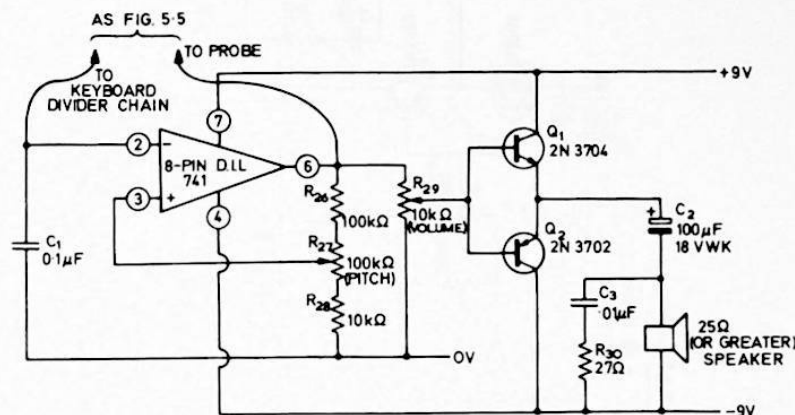 AS FIG. 5·5
TO PROBE
TO
KEYBOARD
DIVIDER CHAIN
+9V
7
2
−
8-PIN D.I.L
741
6
3
+
4
C1
0·1µF
R26
100kΩ
R27
100kΩ
(PITCH)
R28
10kΩ
R29
10kΩ
(VOLUME)
Q1
2N 3704
Q2
2N 3702
+
C2
100µF
18 VWK
C3
·01µF
R30
27Ω
25Ω
(OR GREATER)
SPEAKER
0V
−9V